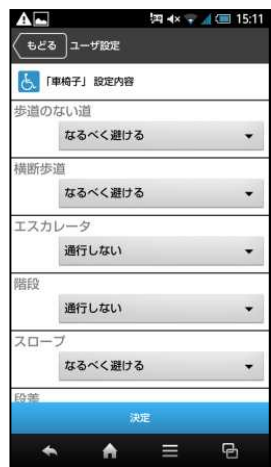 15:11
もどる ユーザ設定
「車椅子」設定内容
歩道のない道
なるべく避ける
横断歩道
なるべく避ける
エスカレータ
通行しない
階段
通行しない
スロープ
なるべく避ける
段差
決定